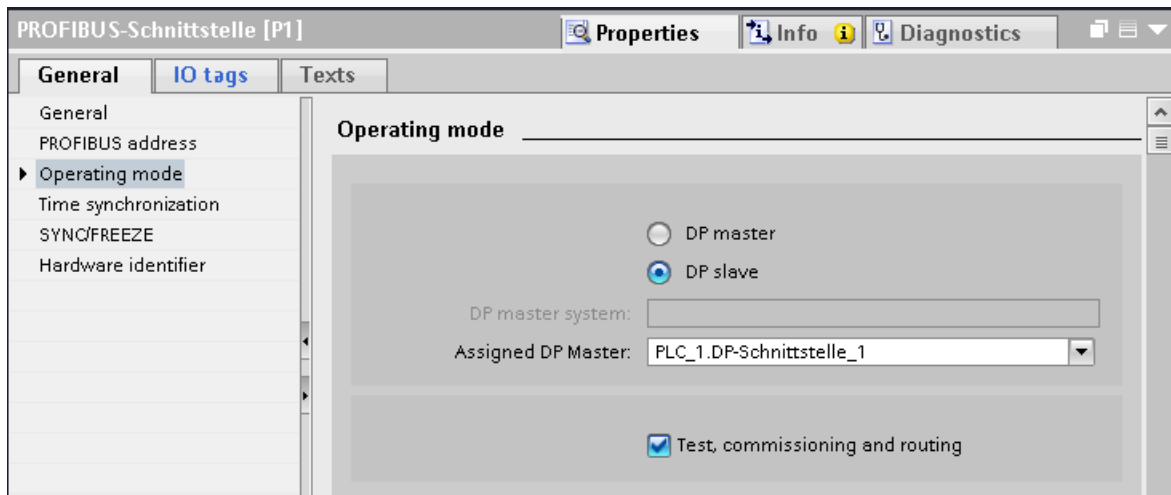 PROFIBUS-Schnittstelle [P1]
Properties
Info
Diagnostics
General
IO tags
Texts
General
PROFIBUS address
Operating mode
Time synchronization
SYNC/FREEZE
Hardware identifier
Operating mode
DP master
DP slave
DP master system:
Assigned DP Master: PLC_1.DP-Schnittstelle_1
Test, commissioning and routing